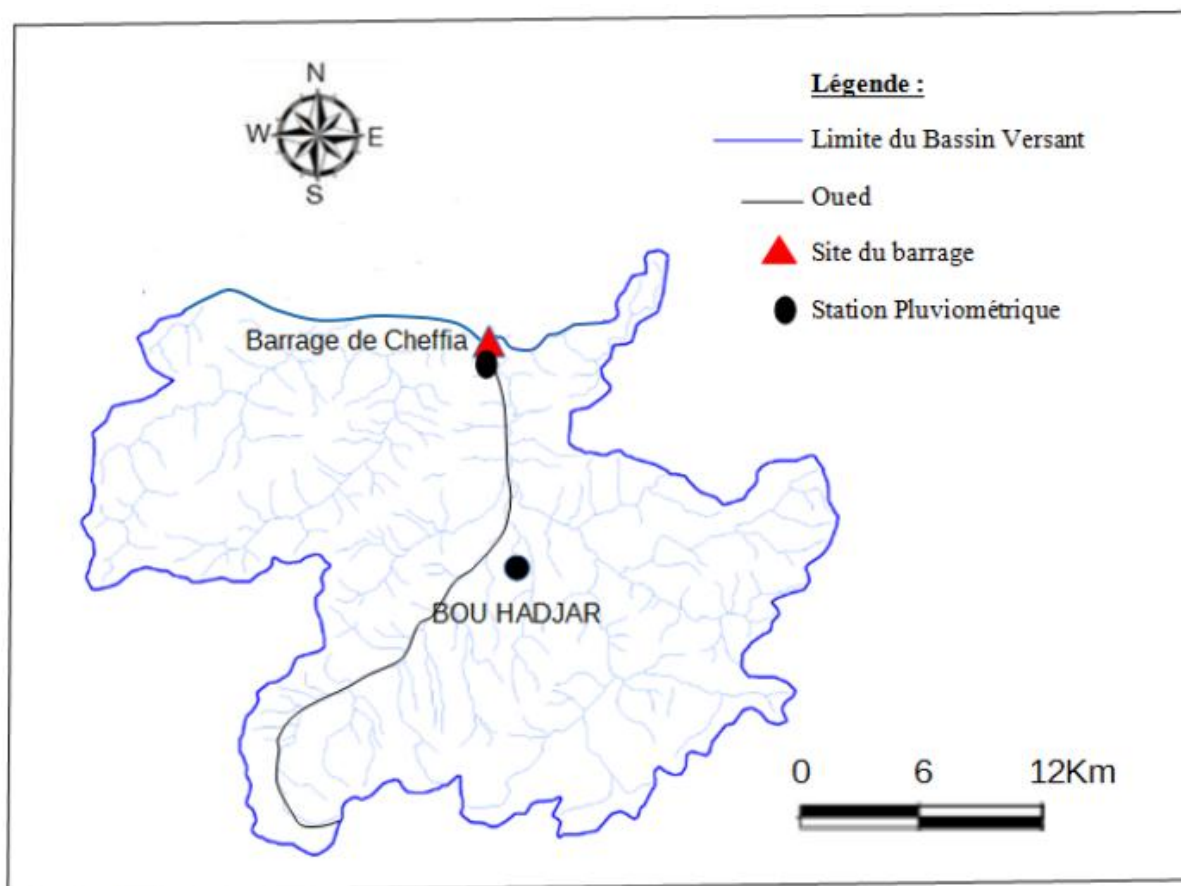 N
W E
S
Légende :
Limite du Bassin Versant
Oued
Site du barrage
Station Pluviométrique
Barrage de Cheffia
BOU HADJAR
0 6 12Km